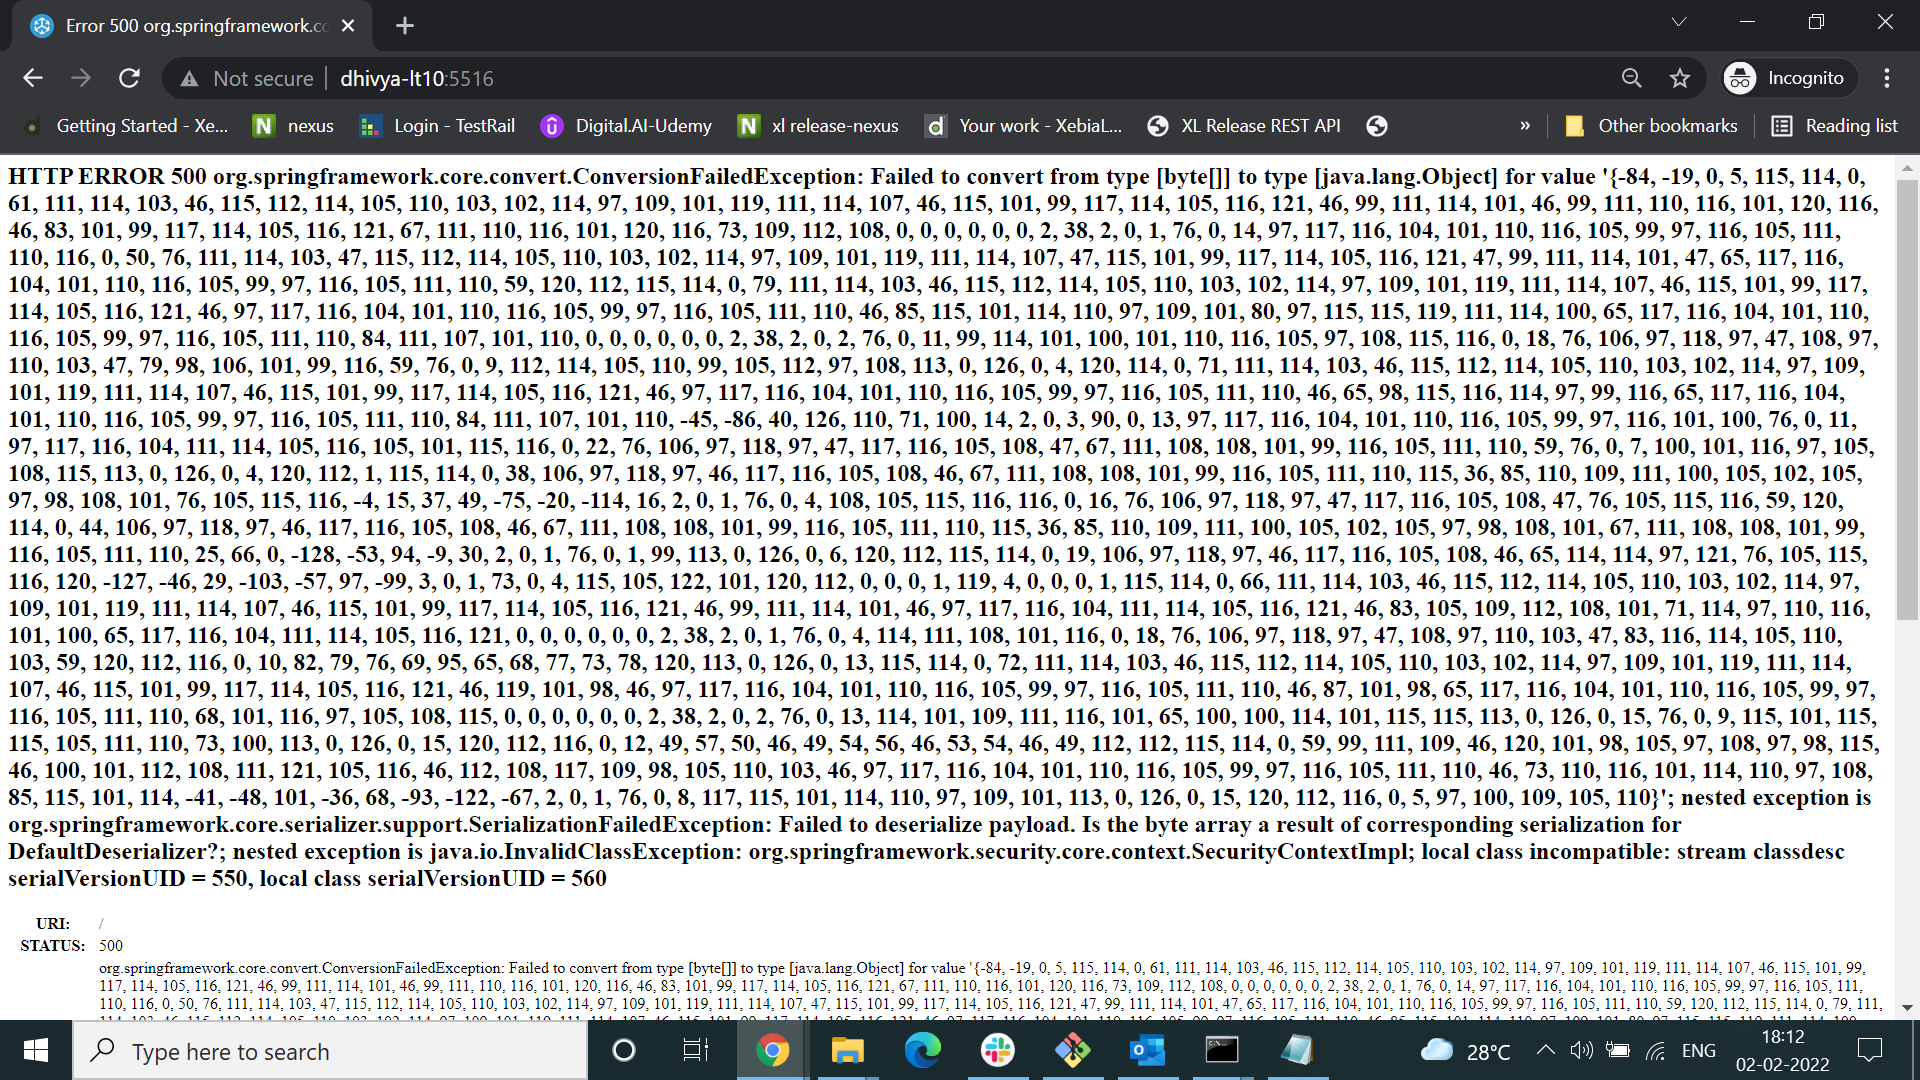 Error 500 org.springframework.co
Not secure dhivya-lt10:5516
Incognito
Getting Started - Xe...
nexus
Login - TestRail
Digital.AI-Udemy
xl release-nexus
Your work - XebiaL...
XL Release REST API
»
Other bookmarks
Reading list
HTTP ERROR 500 org.springframework.core.convert.ConversionFailedException: Failed to convert from type [byte[]] to type [java.lang.Object] for value '{-84, -19, 0, 5, 115, 114, 0,
61, 111, 114, 103, 46, 115, 112, 114, 105, 110, 103, 102, 114, 97, 109, 101, 119, 111, 114, 107, 46, 115, 101, 99, 117, 114, 105, 116, 121, 46, 99, 111, 114, 101, 46, 99, 111, 110, 116, 101, 120, 116,
46, 83, 101, 99, 117, 114, 105, 116, 121, 67, 111, 110, 116, 101, 120, 116, 73, 109, 112, 108, 0, 0, 0, 0, 0, 0, 2, 38, 2, 0, 1, 76, 0, 14, 97, 117, 116, 104, 101, 110, 116, 105, 99, 97, 116, 105, 111,
110, 116, 0, 50, 76, 111, 114, 103, 47, 115, 112, 114, 105, 110, 103, 102, 114, 97, 109, 101, 119, 111, 114, 107, 47, 115, 101, 99, 117, 114, 105, 116, 121, 47, 99, 111, 114, 101, 47, 65, 117, 116,
104, 101, 110, 116, 105, 99, 97, 116, 105, 111, 110, 59, 120, 112, 115, 114, 0, 79, 111, 114, 103, 46, 115, 112, 114, 105, 110, 103, 102, 114, 97, 109, 101, 119, 111, 114, 107, 46, 115, 101, 99, 117,
114, 105, 116, 121, 46, 97, 117, 116, 104, 101, 110, 116, 105, 99, 97, 116, 105, 111, 110, 46, 85, 115, 101, 114, 110, 97, 109, 101, 80, 97, 115, 115, 119, 111, 114, 100, 65, 117, 116, 104, 101, 110,
116, 105, 99, 97, 116, 105, 111, 110, 84, 111, 107, 101, 110, 0, 0, 0, 0, 0, 0, 2, 38, 2, 0, 2, 76, 0, 11, 99, 114, 101, 100, 101, 110, 116, 105, 97, 108, 115, 116, 0, 18, 76, 106, 97, 118, 97, 47, 108, 97,
110, 103, 47, 79, 98, 106, 101, 99, 116, 59, 76, 0, 9, 112, 114, 105, 110, 99, 105, 112, 97, 108, 113, 0, 126, 0, 4, 120, 114, 0, 71, 111, 114, 103, 46, 115, 112, 114, 105, 110, 103, 102, 114, 97, 109,
101, 119, 111, 114, 107, 46, 115, 101, 99, 117, 114, 105, 116, 121, 46, 97, 117, 116, 104, 101, 110, 116, 105, 99, 97, 116, 105, 111, 110, 46, 65, 98, 115, 116, 114, 97, 99, 116, 65, 117, 116, 104,
101, 110, 116, 105, 99, 97, 116, 105, 111, 110, 84, 111, 107, 101, 110, -45, -86, 40, 126, 110, 71, 100, 14, 2, 0, 3, 90, 0, 13, 97, 117, 116, 104, 101, 110, 116, 105, 99, 97, 116, 101, 100, 76, 0, 11,
97, 117, 116, 104, 111, 114, 105, 116, 105, 101, 115, 116, 0, 22, 76, 106, 97, 118, 97, 47, 117, 116, 105, 108, 47, 67, 111, 108, 108, 101, 99, 116, 105, 111, 110, 59, 76, 0, 7, 100, 101, 116, 97, 105,
108, 115, 113, 0, 126, 0, 4, 120, 112, 1, 115, 114, 0, 38, 106, 97, 118, 97, 46, 117, 116, 105, 108, 46, 67, 111, 108, 108, 101, 99, 116, 105, 111, 110, 115, 36, 85, 110, 109, 111, 100, 105, 102, 105,
97, 98, 108, 101, 76, 105, 115, 116, -4, 15, 37, 49, -75, -20, -114, 16, 2, 0, 1, 76, 0, 4, 108, 105, 115, 116, 116, 0, 16, 76, 106, 97, 118, 97, 47, 117, 116, 105, 108, 47, 76, 105, 115, 116, 59, 120,
114, 0, 44, 106, 97, 118, 97, 46, 117, 116, 105, 108, 46, 67, 111, 108, 108, 101, 99, 116, 105, 111, 110, 115, 36, 85, 110, 109, 111, 100, 105, 102, 105, 97, 98, 108, 101, 67, 111, 108, 108, 101, 99,
116, 105, 111, 110, 25, 66, 0, -128, -53, 94, -9, 30, 2, 0, 1, 76, 0, 1, 99, 113, 0, 126, 0, 6, 120, 112, 115, 114, 0, 19, 106, 97, 118, 97, 46, 117, 116, 105, 108, 46, 65, 114, 114, 97, 121, 76, 105, 115,
116, 120, -127, -46, 29, -103, -57, 97, -99, 3, 0, 1, 73, 0, 4, 115, 105, 122, 101, 120, 112, 0, 0, 0, 1, 119, 4, 0, 0, 0, 1, 115, 114, 0, 66, 111, 114, 103, 46, 115, 112, 114, 105, 110, 103, 102, 114, 97,
109, 101, 119, 111, 114, 107, 46, 115, 101, 99, 117, 114, 105, 116, 121, 46, 99, 111, 114, 101, 46, 97, 117, 116, 104, 111, 114, 105, 116, 121, 46, 83, 105, 109, 112, 108, 101, 71, 114, 97, 110, 116,
101, 100, 65, 117, 116, 104, 111, 114, 105, 116, 121, 0, 0, 0, 0, 0, 0, 2, 38, 2, 0, 1, 76, 0, 4, 114, 111, 108, 101, 116, 0, 18, 76, 106, 97, 118, 97, 47, 108, 97, 110, 103, 47, 83, 116, 114, 105, 110,
103, 59, 120, 112, 116, 0, 10, 82, 79, 76, 69, 95, 65, 68, 77, 73, 78, 120, 113, 0, 126, 0, 13, 115, 114, 0, 72, 111, 114, 103, 46, 115, 112, 114, 105, 110, 103, 102, 114, 97, 109, 101, 119, 111, 114,
107, 46, 115, 101, 99, 117, 114, 105, 116, 121, 46, 119, 101, 98, 46, 97, 117, 116, 104, 101, 110, 116, 105, 99, 97, 116, 105, 111, 110, 46, 87, 101, 98, 65, 117, 116, 104, 101, 110, 116, 105, 99, 97,
116, 105, 111, 110, 68, 101, 116, 97, 105, 108, 115, 0, 0, 0, 0, 0, 0, 2, 38, 2, 0, 2, 76, 0, 13, 114, 101, 109, 111, 116, 101, 65, 100, 100, 114, 101, 115, 115, 113, 0, 126, 0, 15, 76, 0, 9, 115, 101, 115,
115, 105, 111, 110, 73, 100, 113, 0, 126, 0, 15, 120, 112, 116, 0, 12, 49, 57, 50, 46, 49, 54, 56, 46, 53, 54, 46, 49, 112, 112, 115, 114, 0, 59, 99, 111, 109, 46, 120, 101, 98, 105, 97, 108, 97, 98, 115,
46, 100, 101, 112, 108, 111, 121, 105, 116, 46, 112, 108, 117, 109, 98, 105, 110, 103, 46, 97, 117, 116, 104, 101, 110, 116, 105, 99, 97, 116, 105, 111, 110, 46, 73, 110, 116, 101, 114, 110, 97, 108,
85, 115, 101, 114, -41, -48, 101, -36, 68, -93, -122, -67, 2, 0, 1, 76, 0, 8, 117, 115, 101, 114, 110, 97, 109, 101, 113, 0, 126, 0, 15, 120, 112, 116, 0, 5, 97, 100, 109, 105, 110}'; nested exception is
org.springframework.core.serializer.support.SerializationFailedException: Failed to deserialize payload. Is the byte array a result of corresponding serialization for
DefaultDeserializer?; nested exception is java.io.InvalidClassException: org.springframework.security.core.context.SecurityContextImpl; local class incompatible: stream classdesc
serialVersionUID = 550, local class serialVersionUID = 560
URI: /
STATUS: 500
org.springframework.core.convert.ConversionFailedException: Failed to convert from type [byte[]] to type [java.lang.Object] for value '{-84, -19, 0, 5, 115, 114, 0, 61, 111, 114, 103, 46, 115, 112, 114, 105, 110, 103, 102, 114, 97, 109, 101, 119, 111, 114, 107, 46, 115, 101, 99,
117, 114, 105, 116, 121, 46, 99, 111, 114, 101, 46, 99, 111, 110, 116, 101, 120, 116, 46, 83, 101, 99, 117, 114, 105, 116, 121, 67, 111, 110, 116, 101, 120, 116, 73, 109, 112, 108, 0, 0, 0, 0, 0, 0, 2, 38, 2, 0, 1, 76, 0, 14, 97, 117, 116, 104, 101, 110, 116, 105, 99, 97, 116, 105, 111,
110, 116, 0, 50, 76, 111, 114, 103, 47, 115, 112, 114, 105, 110, 103, 102, 114, 97, 109, 101, 119, 111, 114, 107, 47, 115, 101, 99, 117, 114, 105, 116, 121, 47, 99, 111, 114, 101, 47, 65, 117, 116, 104, 101, 110, 116, 105, 99, 97, 116, 105, 111, 110, 59, 120, 112, 115, 114, 0, 79, 111,
Type here to search
28°C
ENG
18:12
02-02-2022